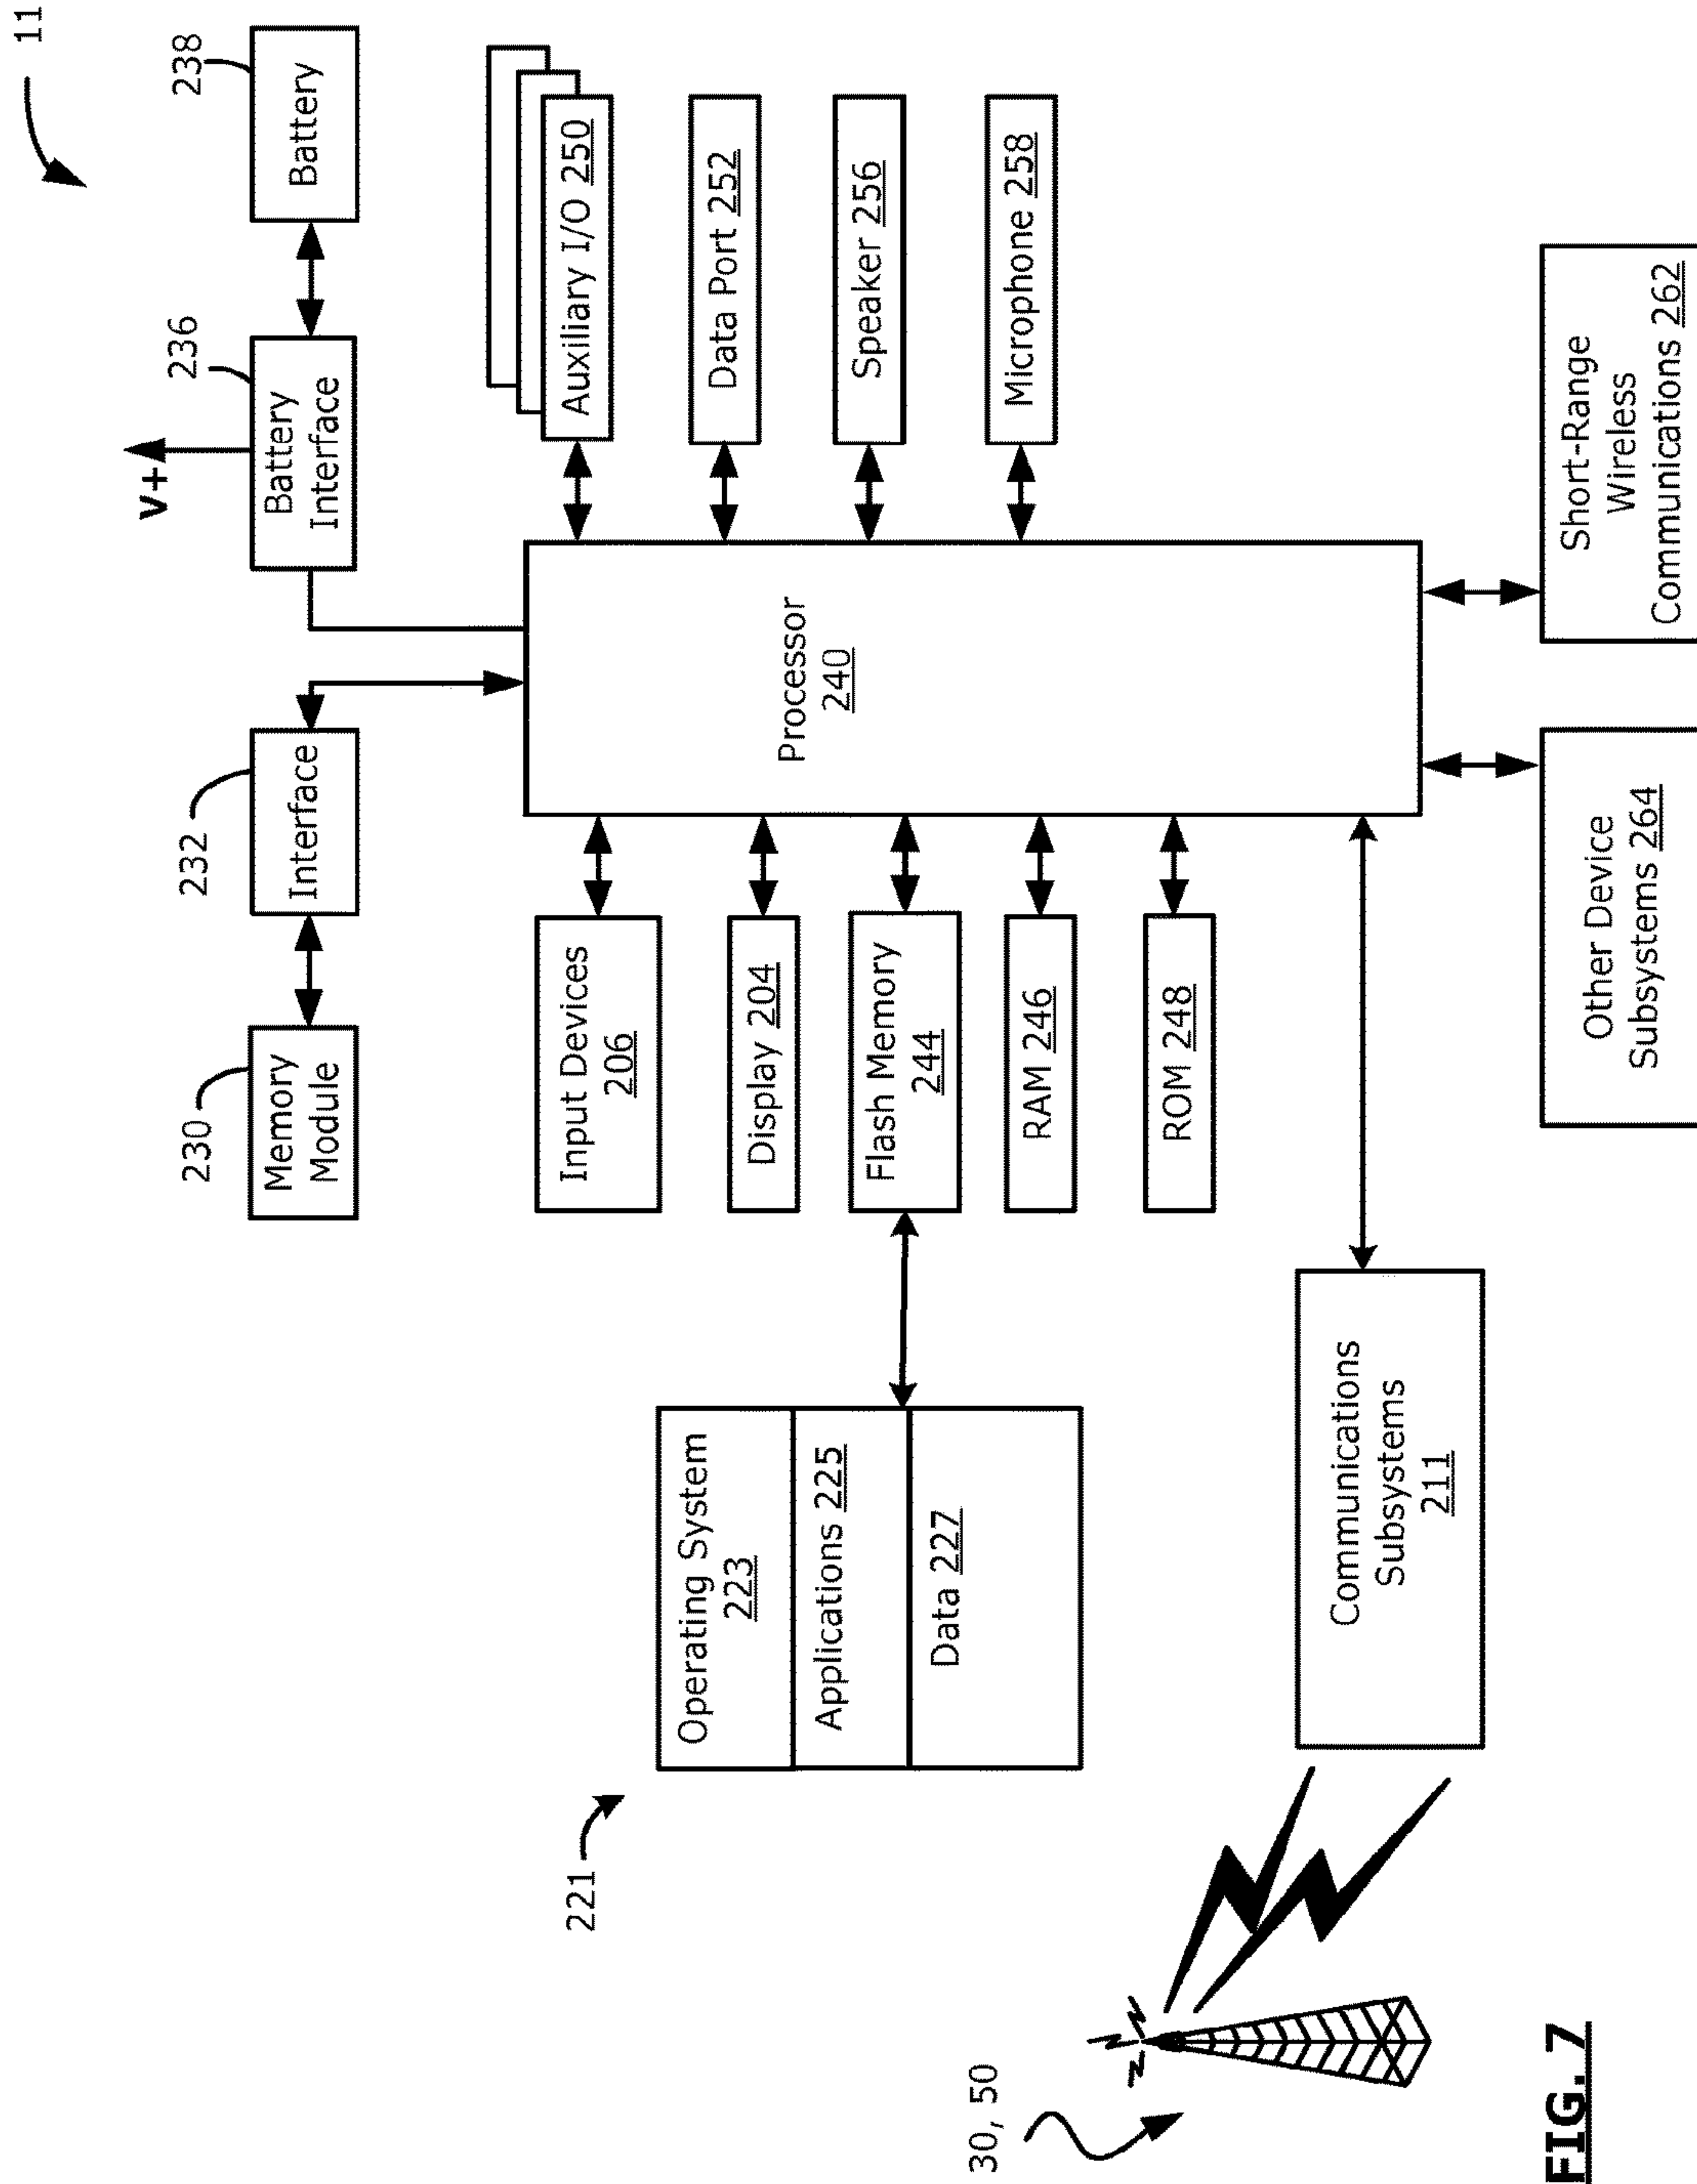 11
V+
230
232
236
238
Memory
Module
Interface
Battery
Interface
Battery
Input Devices
206
Display 204
Flash Memory
244
RAM 246
ROM 248
Processor
240
Auxiliary I/O 250
Data Port 252
Speaker 256
Microphone 258
221
Operating System
223
Applications 225
Data 227
Communications
Subsystems
211
Other Device
Subsystems 264
Short-Range
Wireless
Communications 262
30, 50
FIG. 7